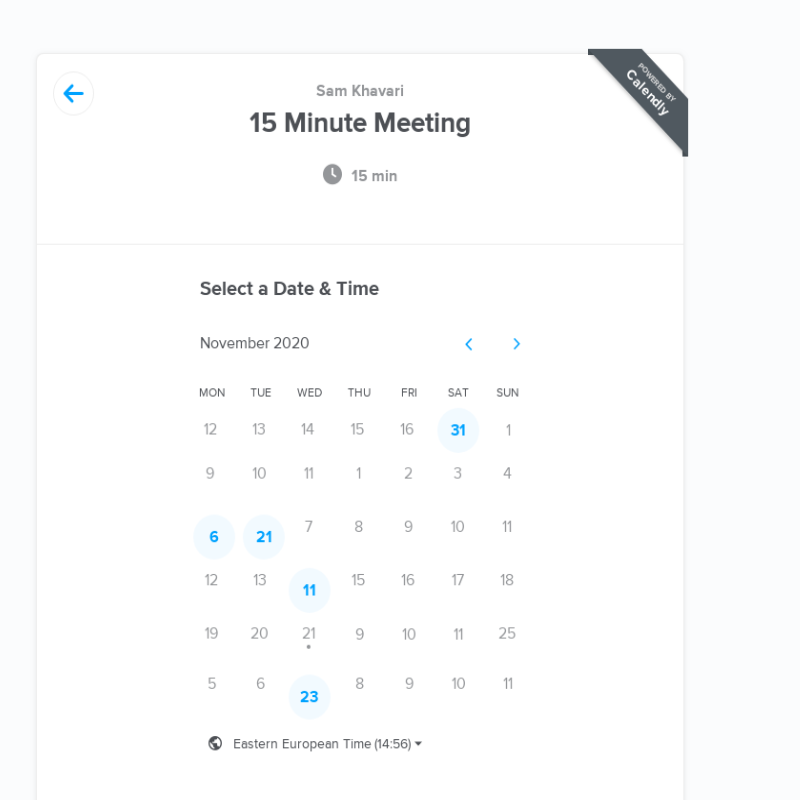 POWERED BY
Calendly
Sam Khavari
15 Minute Meeting
15 min
Select a Date & Time
November 2020
MON TUE WED THU FRI SAT SUN
12 13 14 15 16 31 1
9 10 11 1 2 3 4
6 21 7 8 9 10 11
12 13 11 15 16 17 18
19 20 21 9 10 11 25
5 6 23 8 9 10 11
Eastern European Time (14:56)